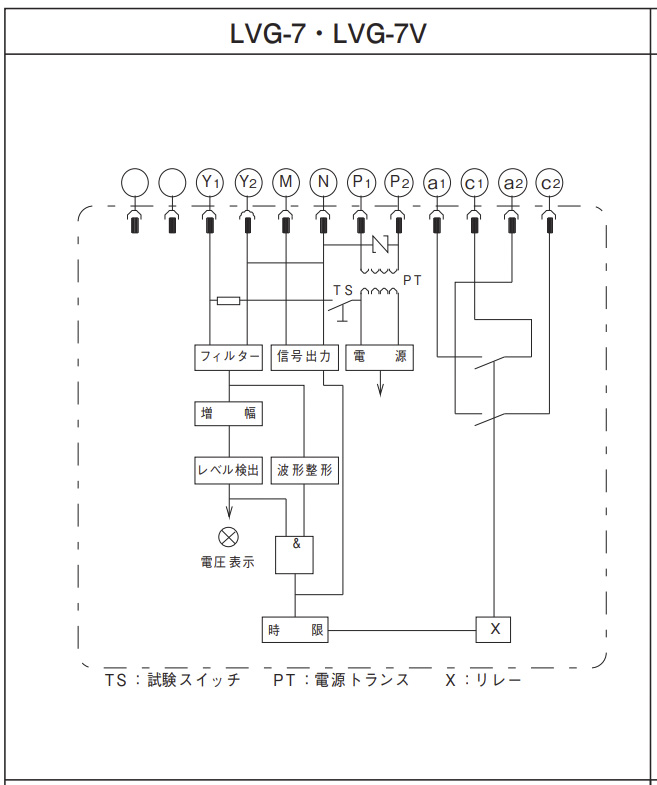 LVG-7・LVG-7V
Y1 Y2 M N P1 P2 a1 c1 a2 c2
PT
TS
フィルター 信号出力 電 源
増 幅
レベル検出 波形整形
&
電圧表示
時 限 X
TS：試験スイッチ PT：電源トランス X：リレー